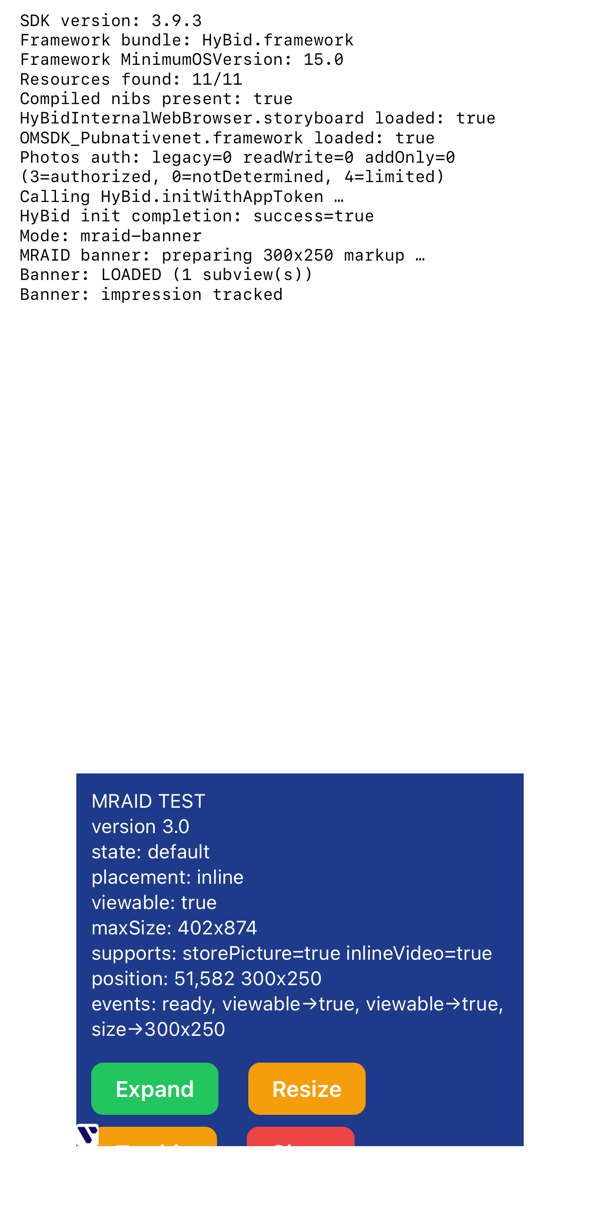 SDK version: 3.9.3
Framework bundle: HyBid.framework
Framework MinimumOSVersion: 15.0
Resources found: 11/11
Compiled nibs present: true
HyBidInternalWebBrowser.storyboard loaded: true
OMSDK_Pubnativenet.framework loaded: true
Photos auth: legacy=0 readWrite=0 addOnly=0
(3=authorized, 0=notDetermined, 4=limited)
Calling HyBid.initWithAppToken …
HyBid init completion: success=true
Mode: mraid-banner
MRAID banner: preparing 300x250 markup …
Banner: LOADED (1 subview(s))
Banner: impression tracked
MRAID TEST
version 3.0
state: default
placement: inline
viewable: true
maxSize: 402x874
supports: storePicture=true inlineVideo=true
position: 51,582 300x250
events: ready, viewable→true, viewable→true,
size→300x250
Expand Resize